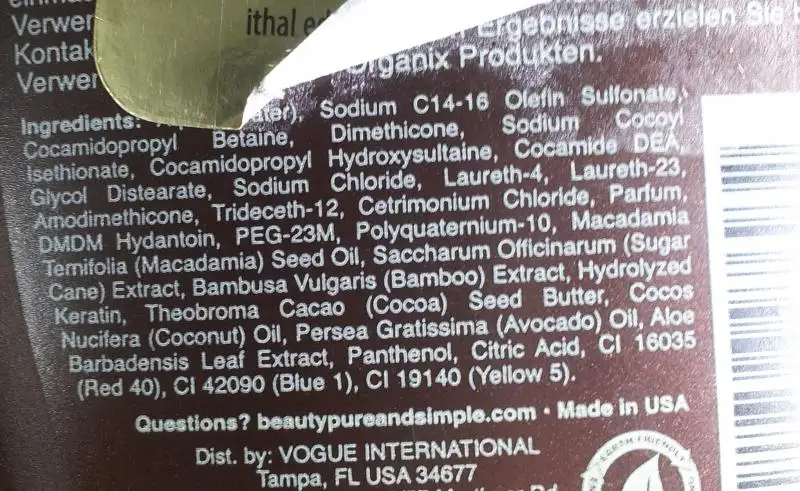 Verwer
ithal
Ergebnisse erzielen Sie
Kontak
Organix Produkten.
Verwer
Ingredients: ater), Sodium C14-16 Olefin Sulfonate,
Cocamidopropyl Betaine, Dimethicone, Sodium Cocoyl
Isethionate, Cocamidopropyl Hydroxysultaine, Cocamide DEA,
Glycol Distearate, Sodium Chloride, Laureth-4, Laureth-23,
Amodimethicone, Trideceth-12, Cetrimonium Chloride, Parfum,
DMDM Hydantoin, PEG-23M, Polyquaternium-10, Macadamia
Ternifolia (Macadamia) Seed Oil, Saccharum Officinarum (Sugar
Cane) Extract, Bambusa Vulgaris (Bamboo) Extract, Hydrolyzed
Keratin, Theobroma Cacao (Cocoa) Seed Butter, Cocos
Nucifera (Coconut) Oil, Persea Gratissima (Avocado) Oil, Aloe
Barbadensis Leaf Extract, Panthenol, Citric Acid, CI 16035
(Red 40), CI 42090 (Blue 1), CI 19140 (Yellow 5).
Questions? beautypureandsimple.com • Made in USA
Dist. by: VOGUE INTERNATIONAL
Tampa, FL USA 34677
EARTH FRIENDLY